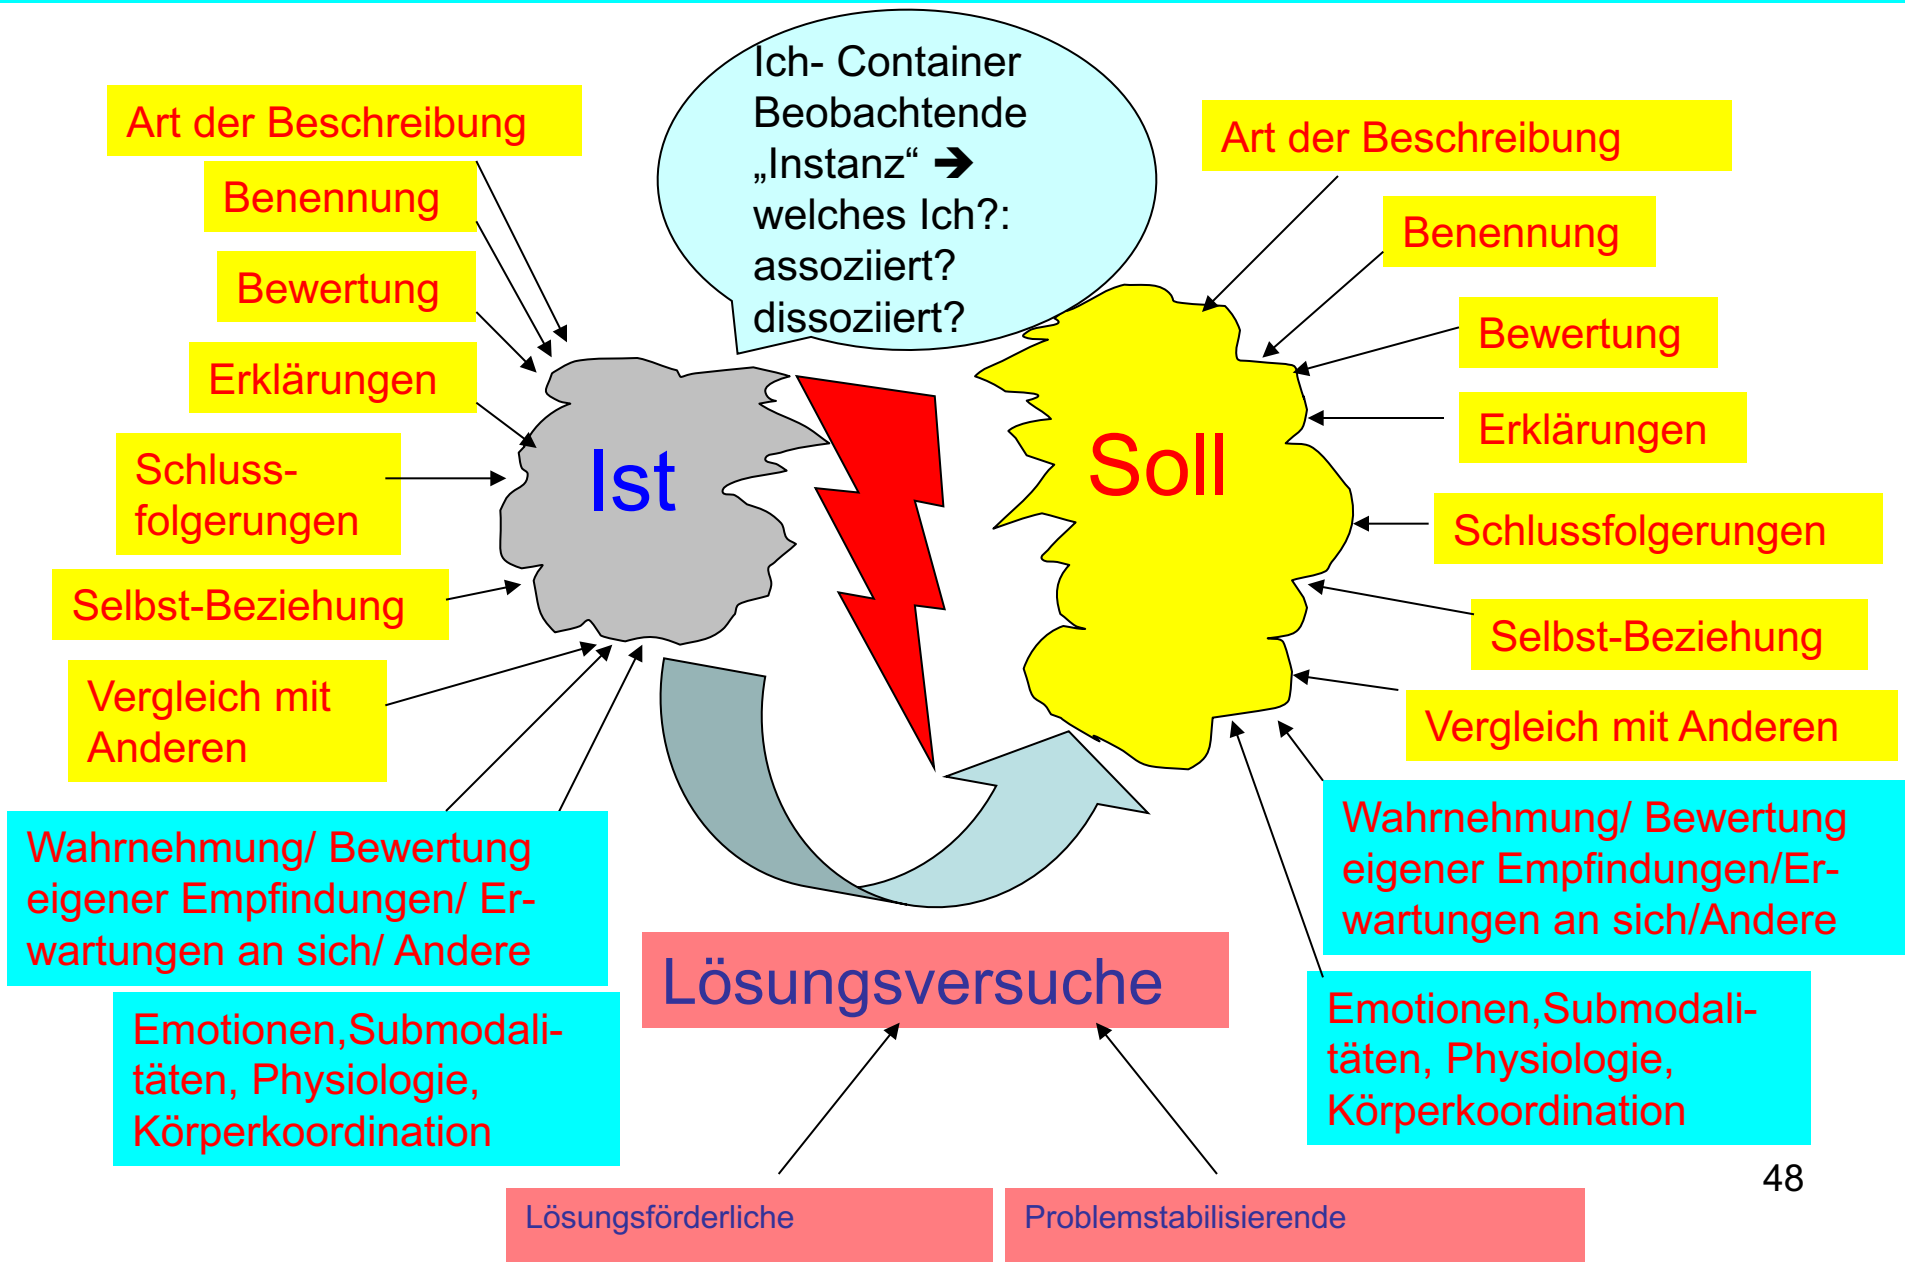 Ich- Container
Beobachtende
„Instanz“ ➔
welches Ich?:
assoziiert?
dissoziiert?
Art der Beschreibung
Benennung
Bewertung
Erklärungen
Schluss-
folgerungen
Selbst-Beziehung
Vergleich mit
Anderen
Wahrnehmung/ Bewertung
eigener Empfindungen/ Er-
wartungen an sich/ Andere
Emotionen,Submodali-
täten, Physiologie,
Körperkoordination
Ist
Soll
Art der Beschreibung
Benennung
Bewertung
Erklärungen
Schlussfolgerungen
Selbst-Beziehung
Vergleich mit Anderen
Wahrnehmung/ Bewertung
eigener Empfindungen/Er-
wartungen an sich/Andere
Emotionen,Submodali-
täten, Physiologie,
Körperkoordination
Lösungsversuche
Lösungsförderliche
Problemstabilisierende
48